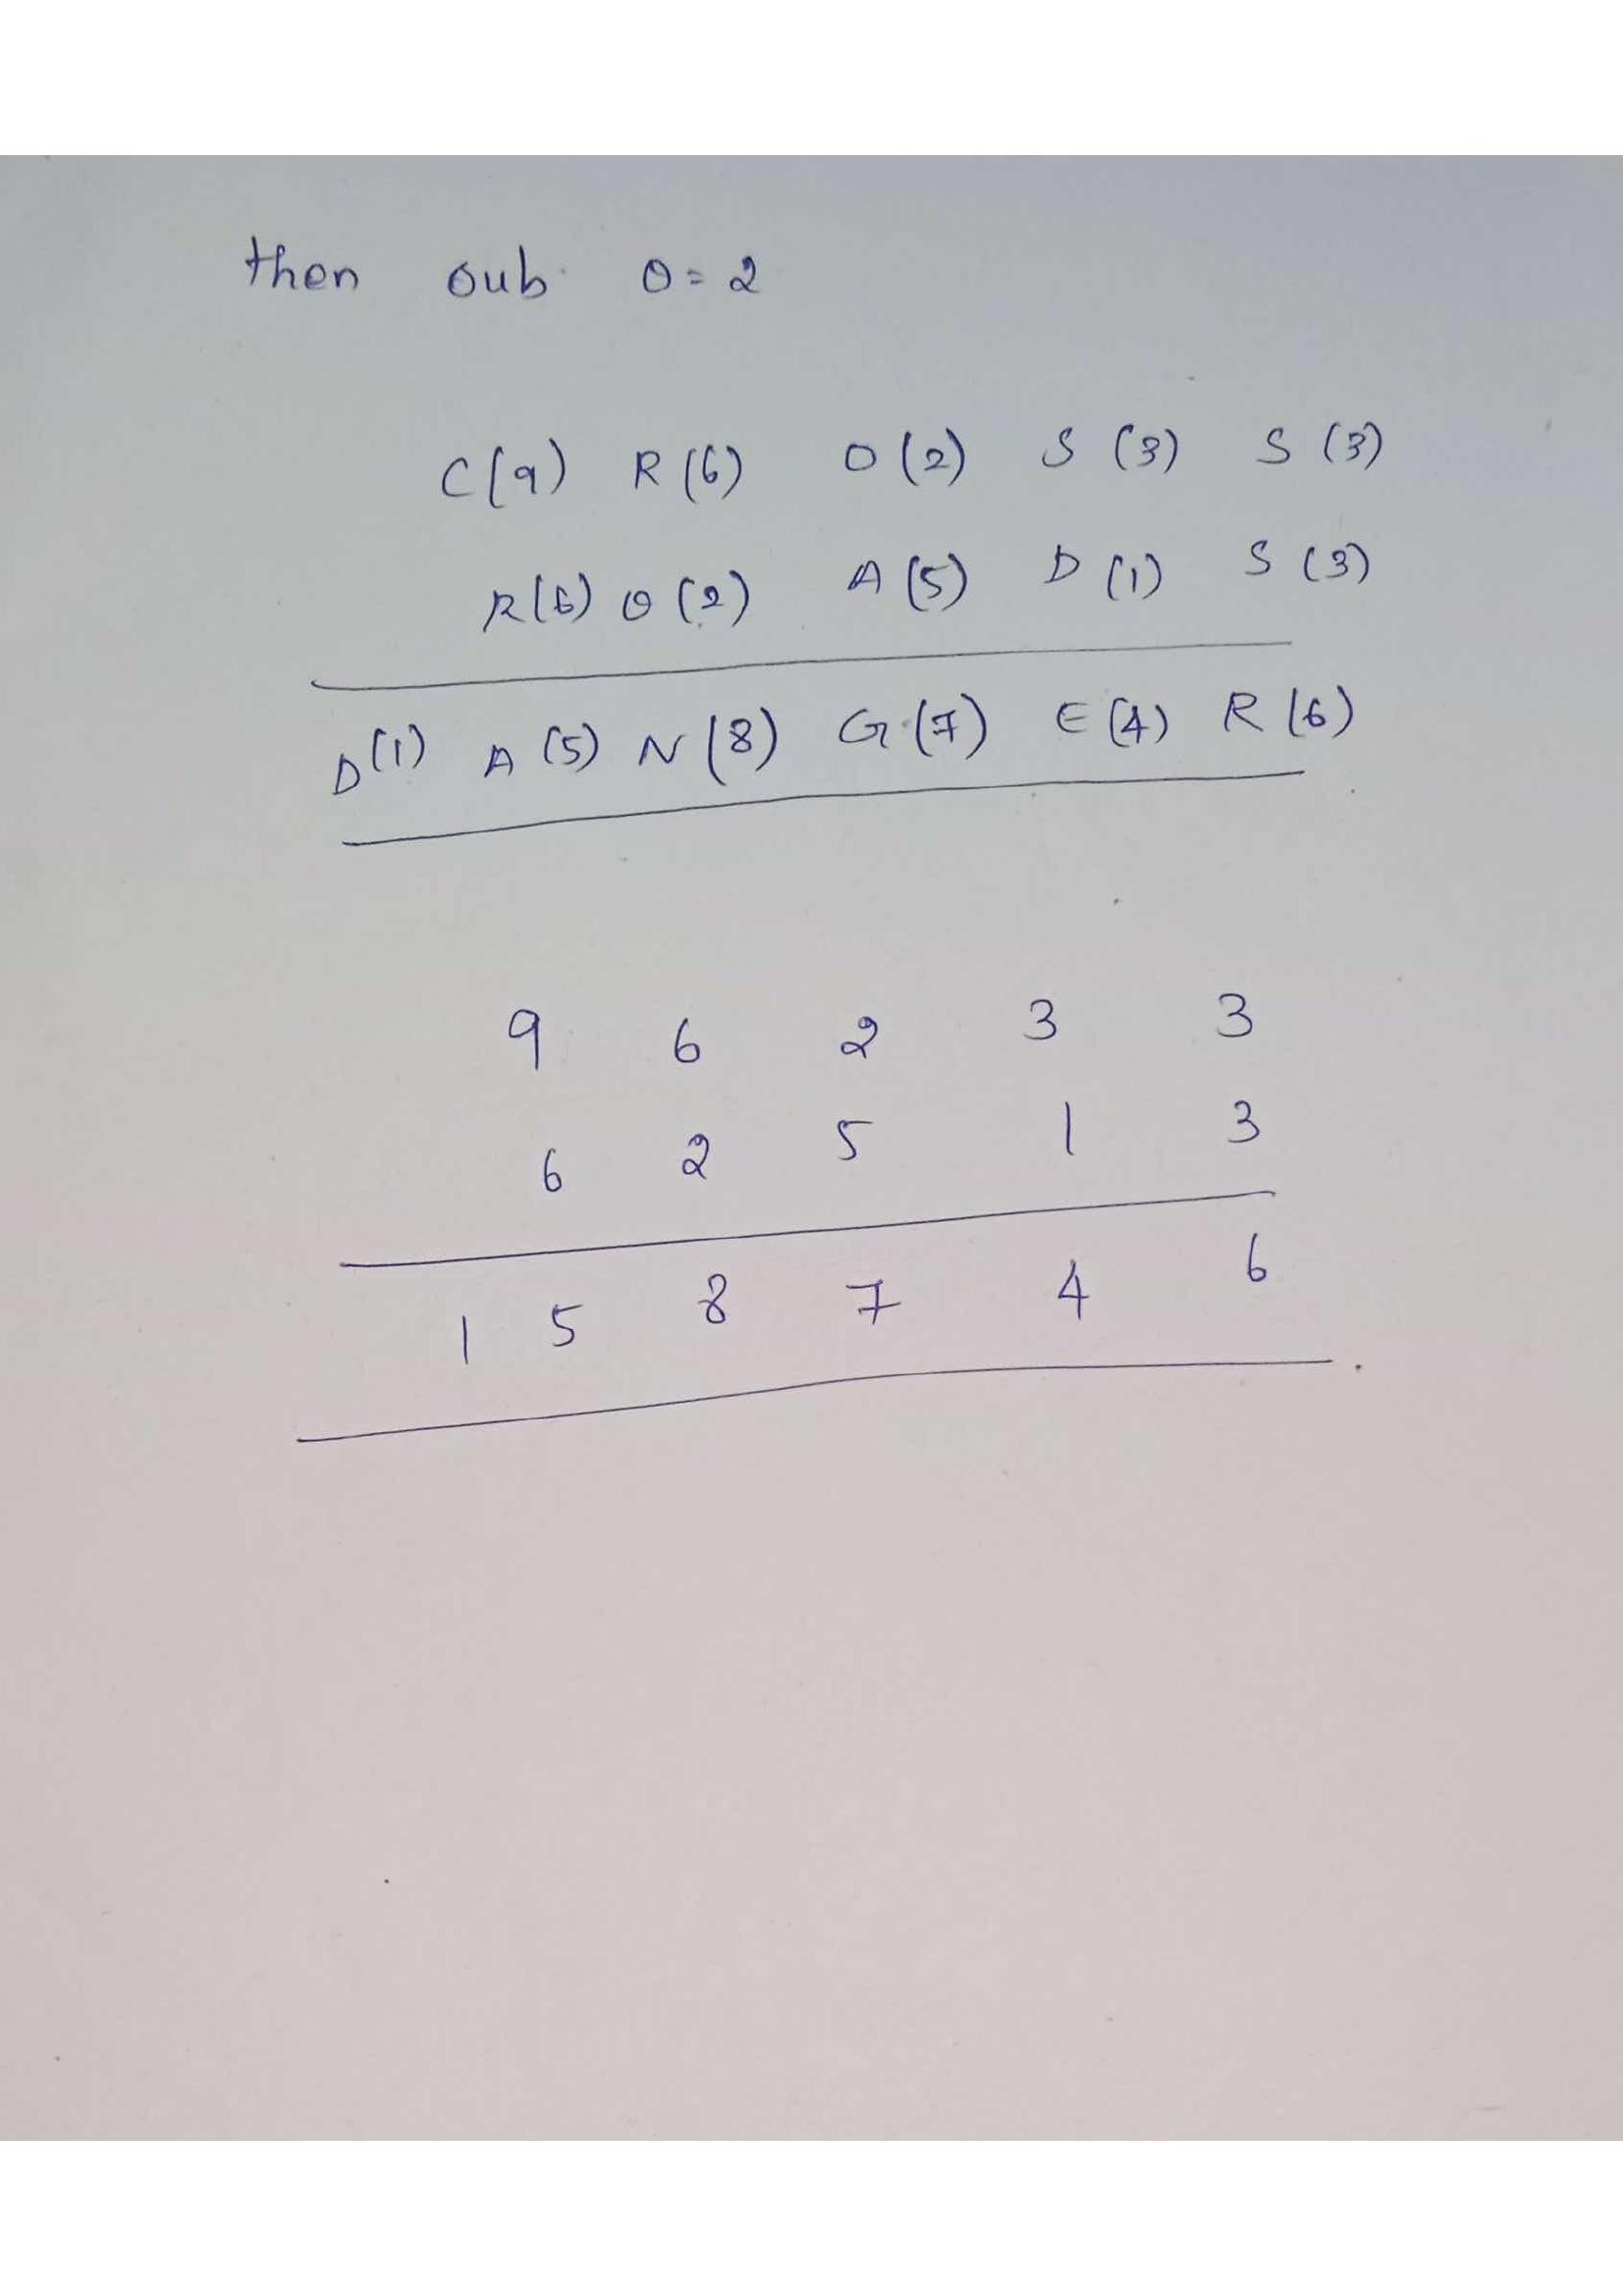 then sub. O = 2
C(9) R(6) O(2) S(3) S(3)
R(6) O(2) A(5) D(1) S(3)
D(1) A(5) N(8) G(7) E(4) R(6)
9 6 2 3 3
6 2 5 1 3
1 5 8 7 4 6